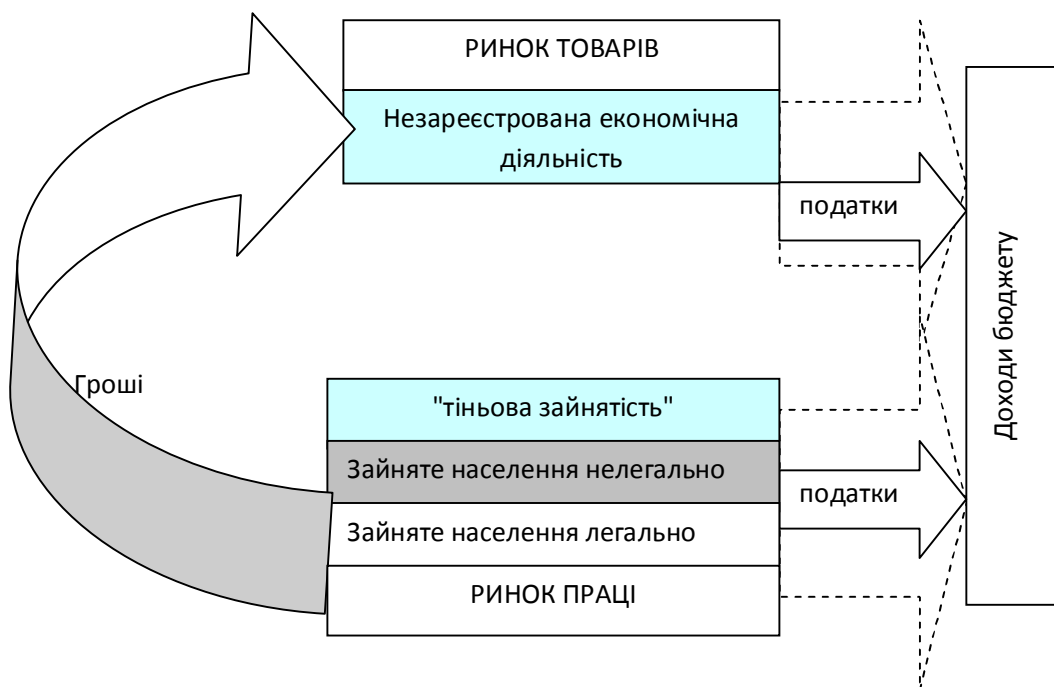 РИНОК ТОВАРІВ
Незареєстрована економічна
діяльність
податки
Гроші
"тіньова зайнятість"
Зайняте населення нелегально
податки
Зайняте населення легально
РИНОК ПРАЦІ
Доходи бюджету